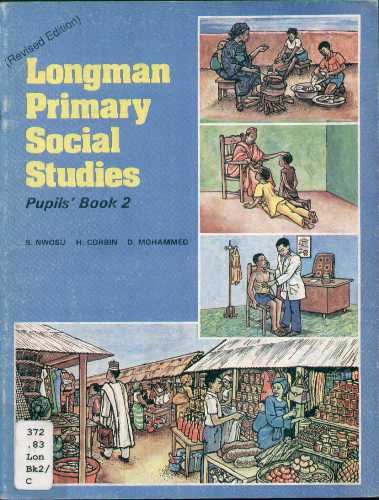 (Revised Edition)
Longman
Primary
Social
Studies
Pupils' Book 2
S. NWOSU H. CORBIN D. MOHAMMED
372
.83
Lon
Bk2/
C